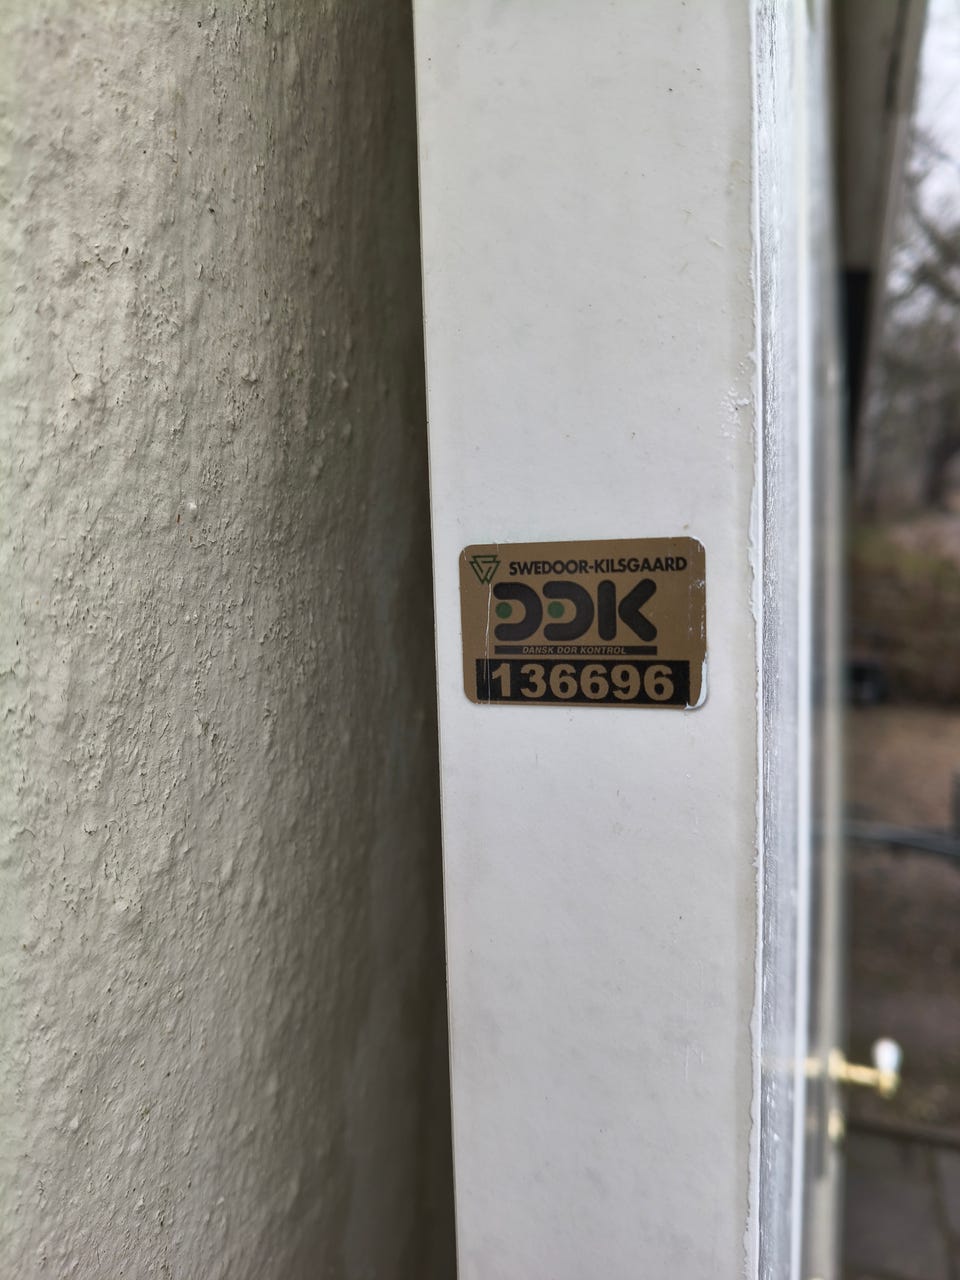 SWEDOOR-KILSGAARD
DDK
DANSK DØR KONTROL
136696